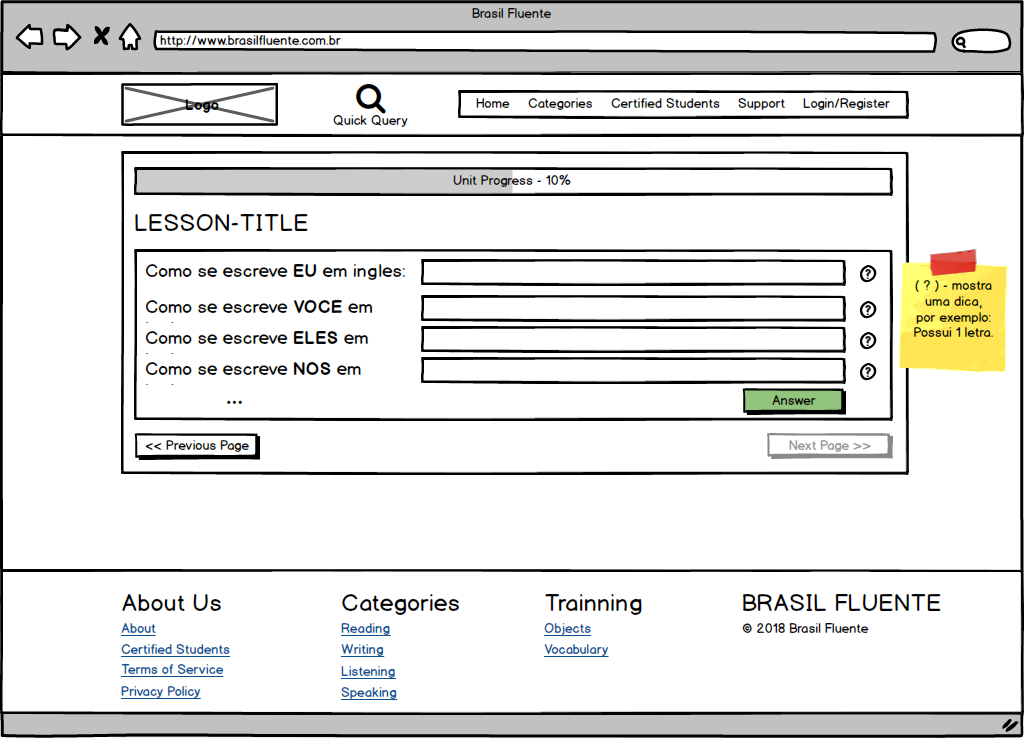 Brasil Fluente
http://www.brasilfluente.com.br
Logo
Quick Query
Home Categories Certified Students Support Login/Register
Unit Progress - 10%
LESSON-TITLE
Como se escreve EU em ingles:
( ? )
Como se escreve VOCE em
Como se escreve ELES em
Como se escreve NOS em
...
Answer
( ? ) - mostra
uma dica,
por exemplo:
Possui 1 letra.
<< Previous Page
Next Page >>
About Us
About
Certified Students
Terms of Service
Privacy Policy
Categories
Reading
Writing
Listening
Speaking
Trainning
Objects
Vocabulary
BRASIL FLUENTE
© 2018 Brasil Fluente